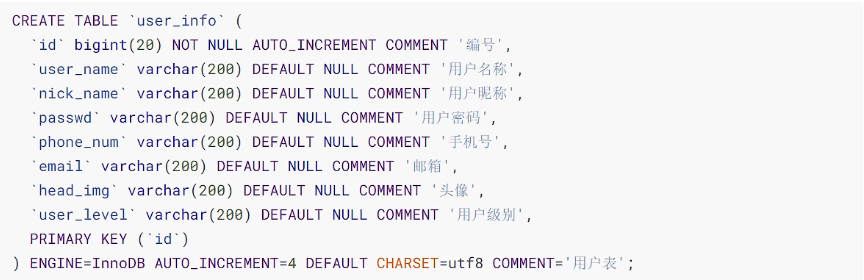 CREATE TABLE `user_info` (
`id` bigint(20) NOT NULL AUTO_INCREMENT COMMENT '编号',
`user_name` varchar(200) DEFAULT NULL COMMENT '用户名称',
`nick_name` varchar(200) DEFAULT NULL COMMENT '用户昵称',
`passwd` varchar(200) DEFAULT NULL COMMENT '用户密码',
`phone_num` varchar(200) DEFAULT NULL COMMENT '手机号',
`email` varchar(200) DEFAULT NULL COMMENT '邮箱',
`head_img` varchar(200) DEFAULT NULL COMMENT '头像',
`user_level` varchar(200) DEFAULT NULL COMMENT '用户级别',
PRIMARY KEY (`id`)
) ENGINE=InnoDB AUTO_INCREMENT=4 DEFAULT CHARSET=utf8 COMMENT='用户表';